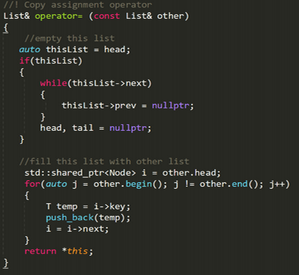 //! Copy assignment operator
List& operator= (const List& other)
{
//empty this list
auto thisList = head;
if(thisList)
{
while(thisList->next)
{
thisList->prev = nullptr;
}
head, tail = nullptr;
}
//fill this list with other list
std::shared_ptr<Node> i = other.head;
for(auto j = other.begin(); j != other.end(); j++)
{
T temp = i->key;
push_back(temp);
i = i->next;
}
return *this;
}